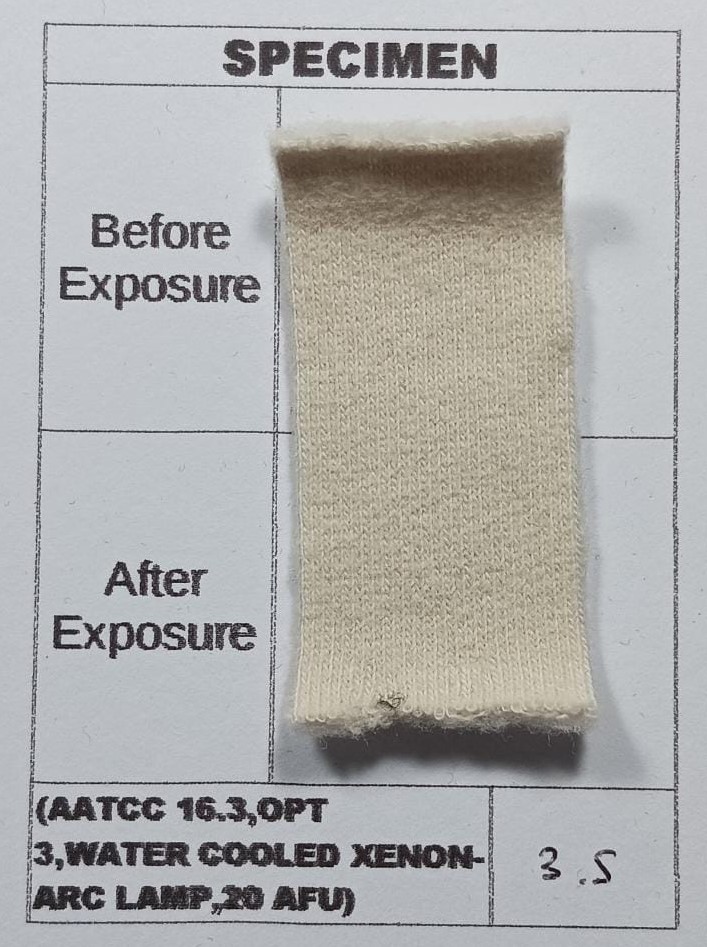 SPECIMEN
Before
Exposure
After
Exposure
(AATCC 16.3,OPT
3,WATER COOLED XENON-
ARC LAMP,20 AFU)
3.5